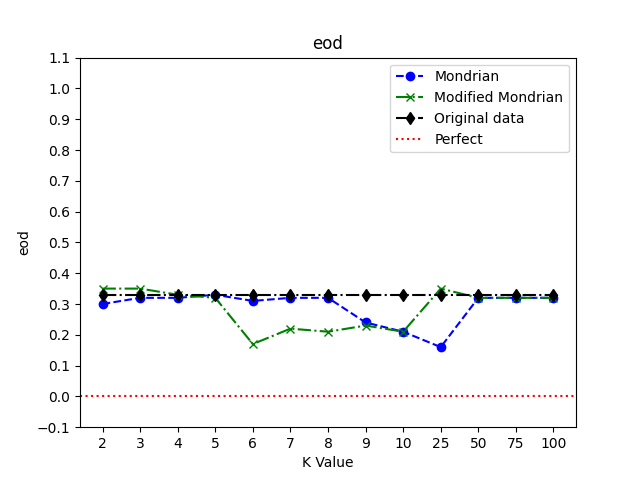 eod
1.1
1.0
0.9
0.8
0.7
0.6
0.5
0.4
0.3
0.2
0.1
0.0
−0.1
eod
Mondrian
Modified Mondrian
Original data
Perfect
2 3 4 5 6 7 8 9 10 25 50 75 100
K Value